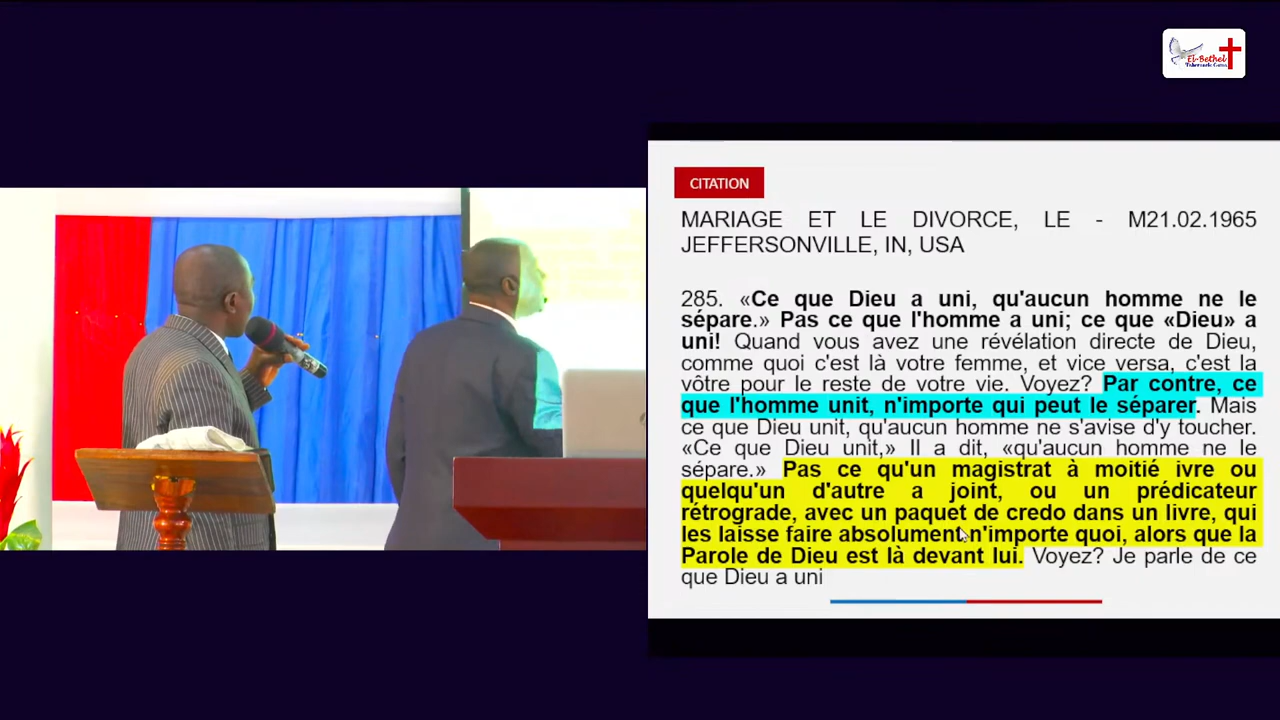 El-Bethel
CITATION
MARIAGE ET LE DIVORCE, LE - M21.02.1965
JEFFERSONVILLE, IN, USA
285. «Ce que Dieu a uni, qu'aucun homme ne le
sépare.» Pas ce que l'homme a uni; ce que «Dieu» a
uni! Quand vous avez une révélation directe de Dieu,
comme quoi c'est là votre femme, et vice versa, c'est la
vôtre pour le reste de votre vie. Voyez? Par contre, ce
que l'homme unit, n'importe qui peut le séparer. Mais
ce que Dieu unit, qu'aucun homme ne s'avise d'y toucher.
«Ce que Dieu unit,» Il a dit, «qu'aucun homme ne le
sépare.» Pas ce qu'un magistrat à moitié ivre ou
quelqu'un d'autre a joint, ou un prédicateur
rétrograde, avec un paquet de credo dans un livre, qui
les laisse faire absolument n'importe quoi, alors que la
Parole de Dieu est là devant lui. Voyez? Je parle de ce
que Dieu a uni